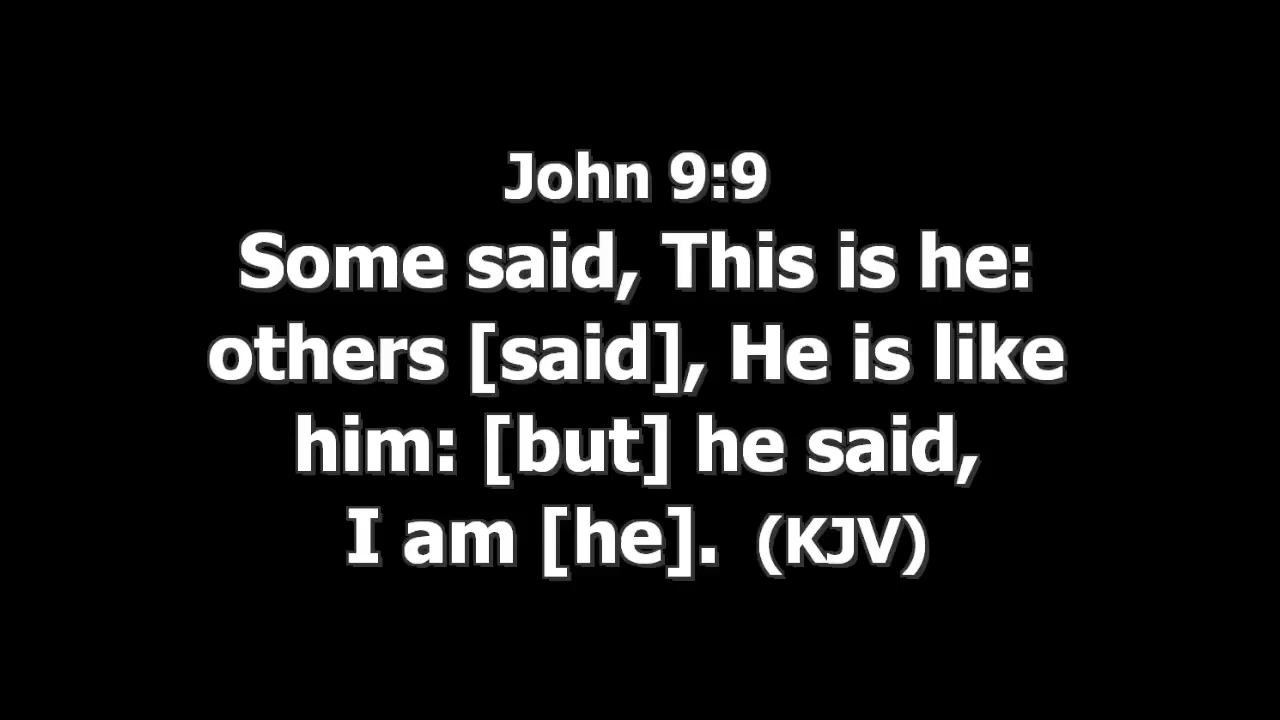 John 9:9
Some said, This is he:
others [said], He is like
him: [but] he said,
I am [he]. (KJV)